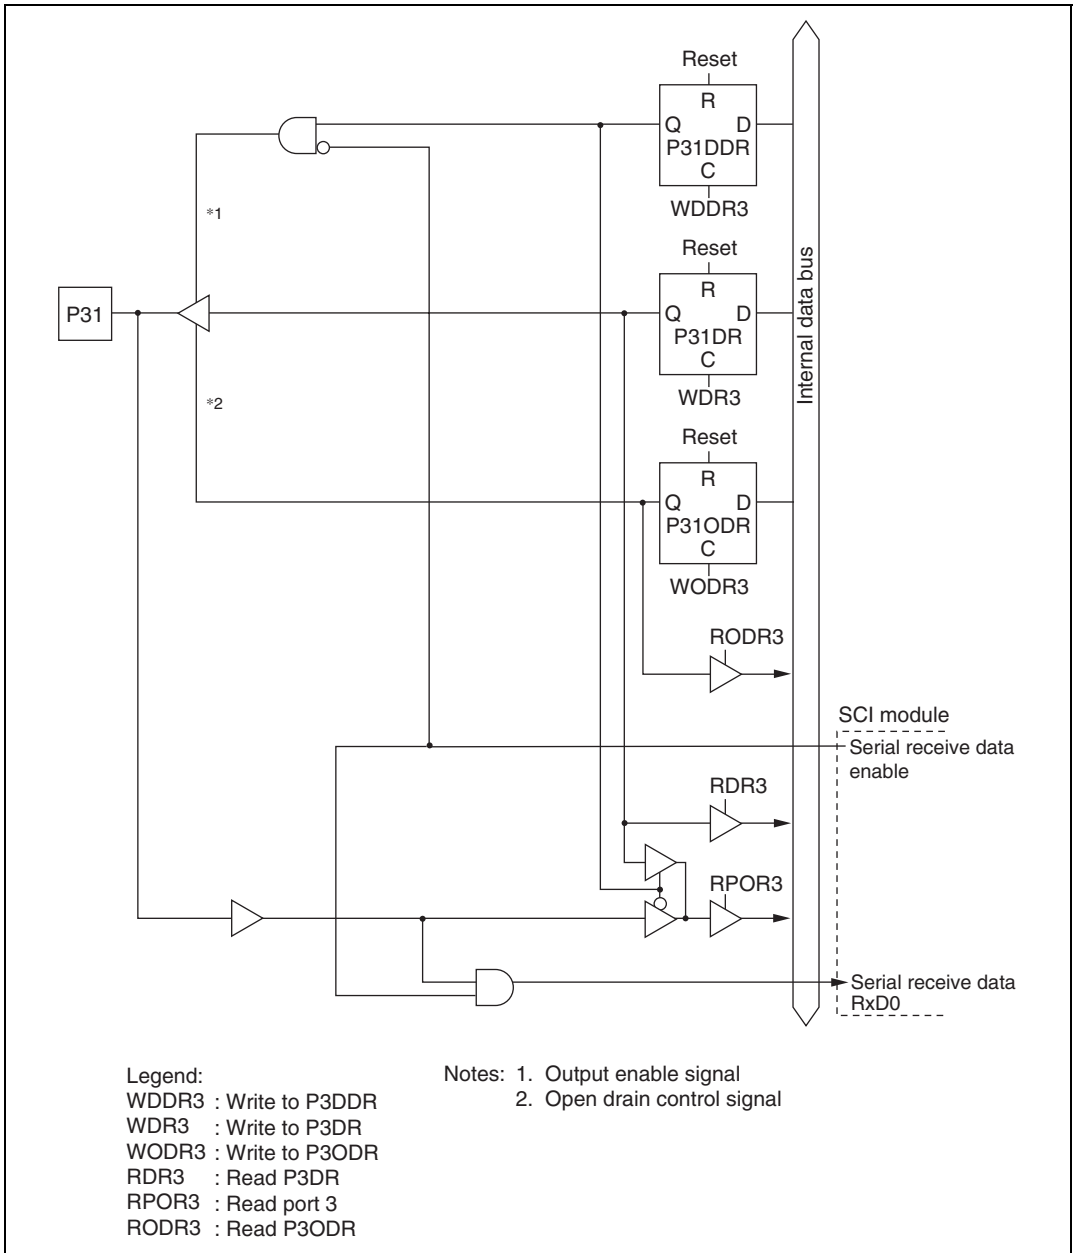 Reset
R
Q D
P31DDR
C
WDDR3
*1
Reset
R
P31
Q D
P31DR
C
WDR3
*2
Internal data bus
Reset
R
Q D
P31ODR
C
WODR3
RODR3
SCI module
Serial receive data
enable
RDR3
RPOR3
Serial receive data
RxD0
Legend:
WDDR3 : Write to P3DDR
WDR3 : Write to P3DR
WODR3 : Write to P3ODR
RDR3 : Read P3DR
RPOR3 : Read port 3
RODR3 : Read P3ODR
Notes: 1. Output enable signal
2. Open drain control signal